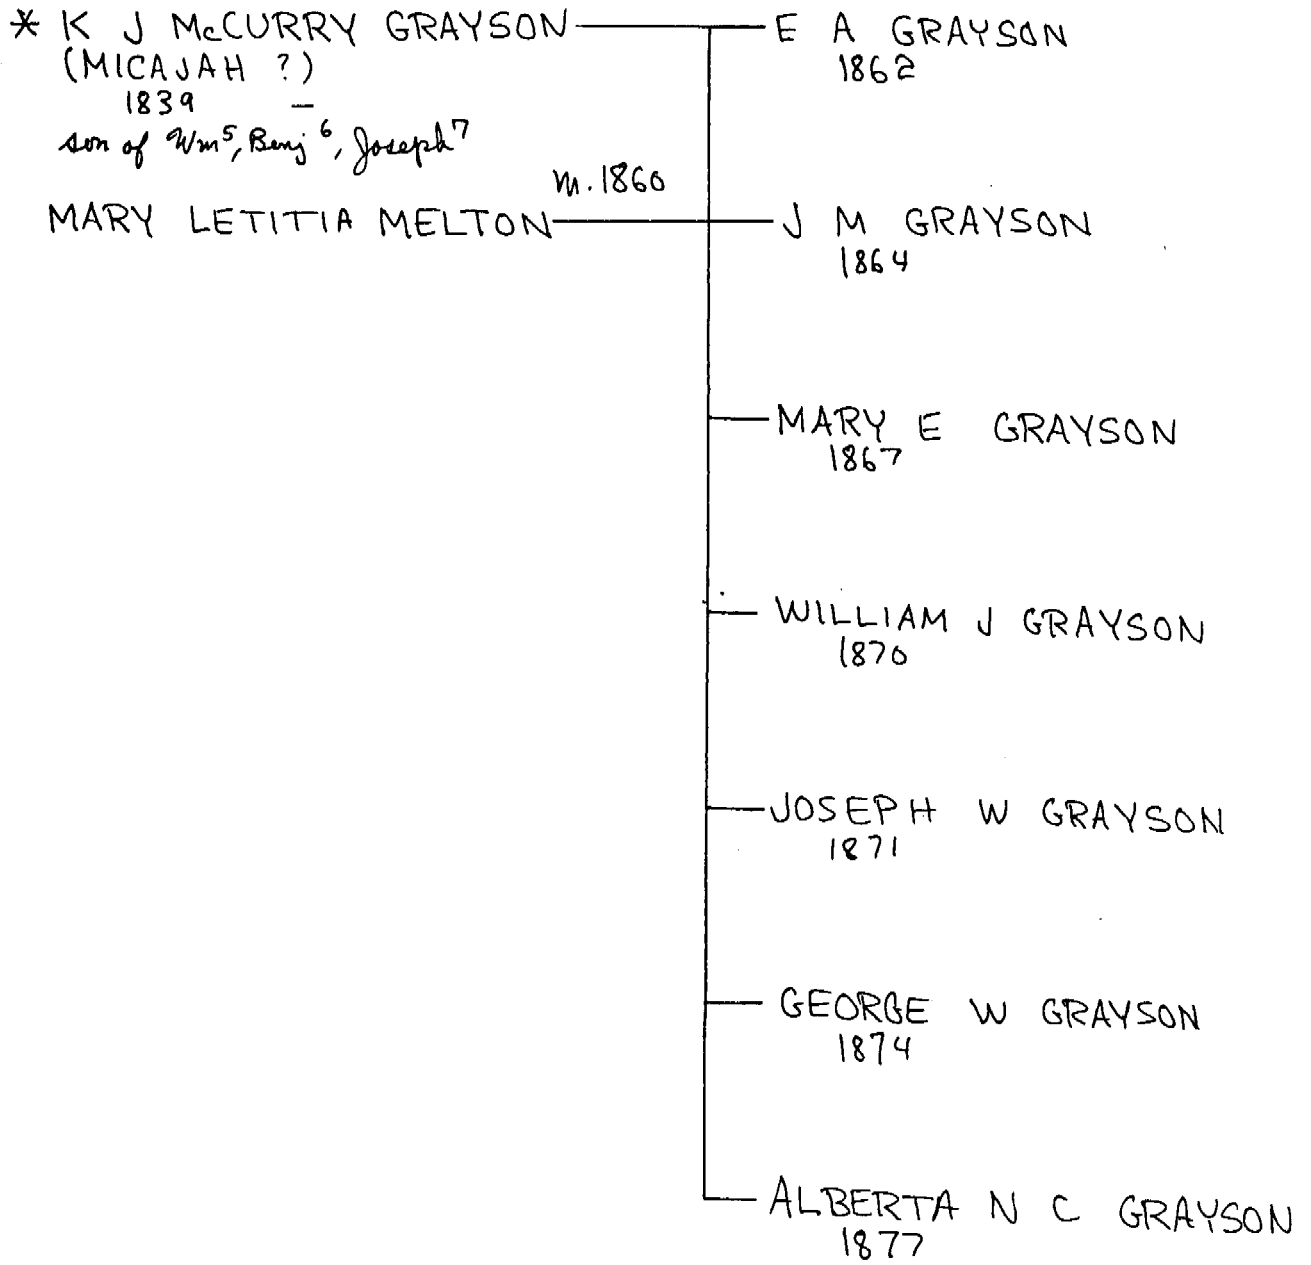 * K J McCURRY GRAYSON
(MICAJAH ?)
1839 –
son of Wm⁵, Benj⁶, Joseph⁷
m. 1860
MARY LETITIA MELTON
E A GRAYSON
1862
J M GRAYSON
1864
MARY E GRAYSON
1867
WILLIAM J GRAYSON
1870
JOSEPH W GRAYSON
1871
GEORGE W GRAYSON
1874
ALBERTA N C GRAYSON
1877